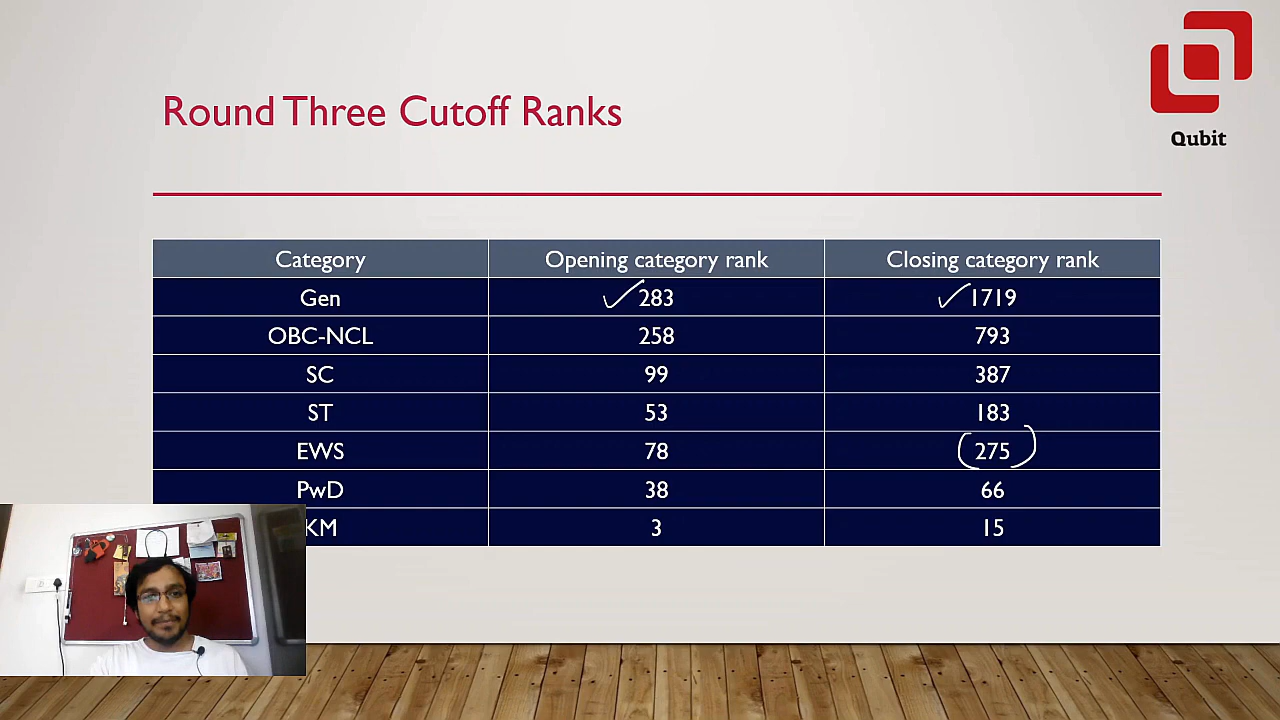 Qubit
Round Three Cutoff Ranks
Category Opening category rank Closing category rank
Gen 283 1719
OBC-NCL 258 793
SC 99 387
ST 53 183
EWS 78 275
PwD 38 66
KM 3 15